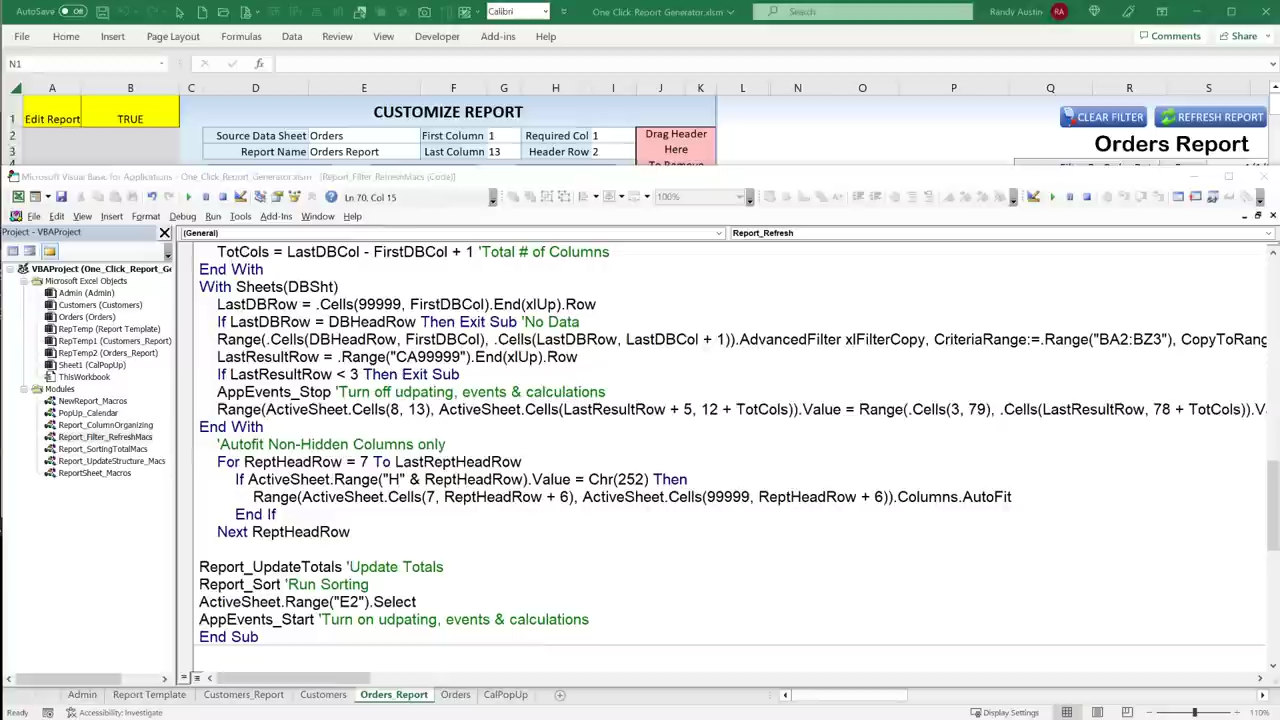 AutoSave Off Calibri One Click Report Generator.xlsm Search Randy Austin RA
File Home Insert Page Layout Formulas Data Review View Developer Add-ins Help Comments Share
N1 fx
A B C D E F G H I J K L N O P Q R S
1 Edit Report TRUE CUSTOMIZE REPORT CLEAR FILTER REFRESH REPORT
2 Source Data Sheet Orders First Column 1 Required Col 1 Drag Header
Here
Orders Report
3 Report Name Orders Report Last Column 13 Header Row 2
To Remove
Microsoft Visual Basic for Applications - One_Click_Report_Generator.xlsm - [Report_Filter_RefreshMacs (Code)]
Ln 70, Col 15 100%
File Edit View Insert Format Debug Run Tools Add-Ins Window Help
Project - VBAProject
(General) Report_Refresh
VBAProject (One_Click_Report_Ge
Microsoft Excel Objects
Admin (Admin)
Customers (Customers)
Orders (Orders)
RepTemp (Report Template)
RepTemp1 (Customers_Report)
RepTemp2 (Orders_Report)
Sheet1 (CalPopUp)
ThisWorkbook
Modules
NewReport_Macros
PopUp_Calendar
Report_ColumnOrganizing
Report_Filter_RefreshMacs
Report_SortingTotalMacs
Report_UpdateStructure_Macs
ReportSheet_Macros
TotCols = LastDBCol - FirstDBCol + 1 'Total # of Columns
End With
With Sheets(DBSht)
LastDBRow = .Cells(99999, FirstDBCol).End(xlUp).Row
If LastDBRow = DBHeadRow Then Exit Sub 'No Data
Range(.Cells(DBHeadRow, FirstDBCol), .Cells(LastDBRow, LastDBCol + 1)).AdvancedFilter xlFilterCopy, CriteriaRange:=.Range("BA2:BZ3"), CopyToRang
LastResultRow = .Range("CA99999").End(xlUp).Row
If LastResultRow < 3 Then Exit Sub
AppEvents_Stop 'Turn off udpating, events & calculations
Range(ActiveSheet.Cells(8, 13), ActiveSheet.Cells(LastResultRow + 5, 12 + TotCols)).Value = Range(.Cells(3, 79), .Cells(LastResultRow, 78 + TotCols)).Va
End With
'Autofit Non-Hidden Columns only
For ReptHeadRow = 7 To LastReptHeadRow
If ActiveSheet.Range("H" & ReptHeadRow).Value = Chr(252) Then
Range(ActiveSheet.Cells(7, ReptHeadRow + 6), ActiveSheet.Cells(99999, ReptHeadRow + 6)).Columns.AutoFit
End If
Next ReptHeadRow
Report_UpdateTotals 'Update Totals
Report_Sort 'Run Sorting
ActiveSheet.Range("E2").Select
AppEvents_Start 'Turn on udpating, events & calculations
End Sub
Admin Report Template Customers_Report Customers Orders_Report Orders CalPopUp
Ready Accessibility: Investigate Display Settings 110%